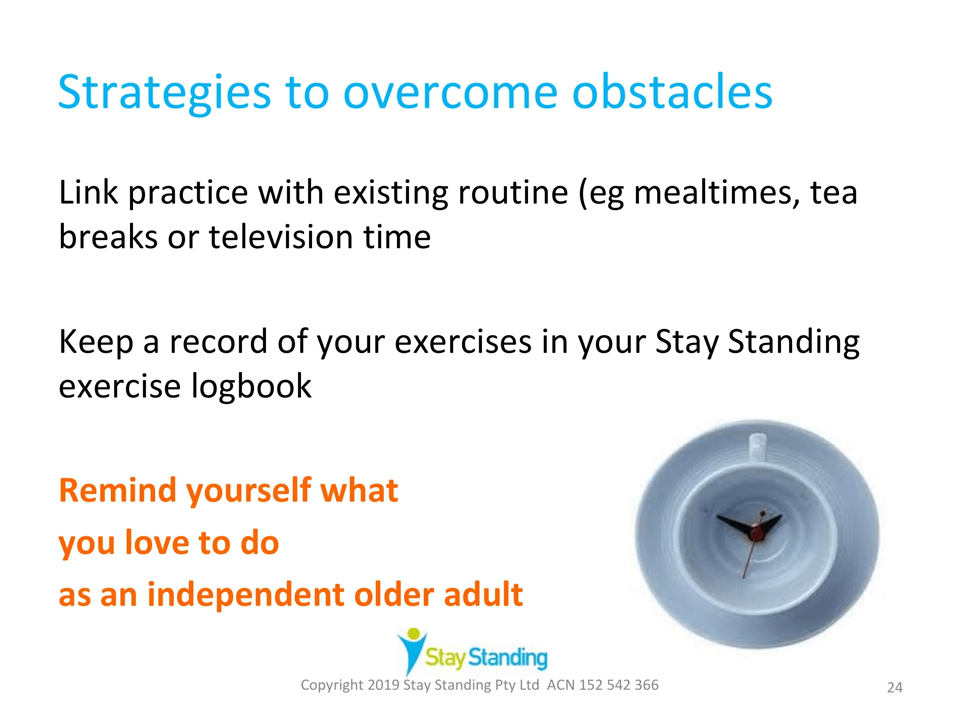 Strategies to overcome obstacles
Link practice with existing routine (eg mealtimes, tea
breaks or television time
Keep a record of your exercises in your Stay Standing
exercise logbook
Remind yourself what
you love to do
as an independent older adult
Stay Standing
Copyright 2019 Stay Standing Pty Ltd ACN 152 542 366
24